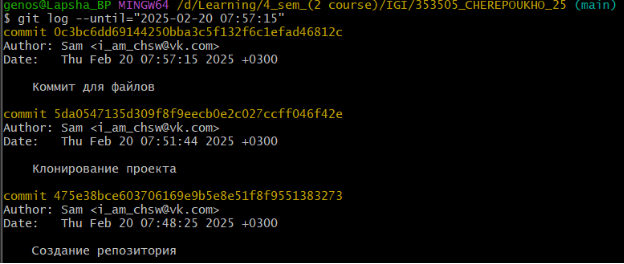 genos@Lapsha_BP MINGW64 /d/Learning/4_sem_(2 course)/IGI/353505_CHEREPOUKHO_25 (main)
$ git log --until="2025-02-20 07:57:15"
commit 0c3bc6dd69144250bba3c5f132f6c1efad46812c
Author: Sam <i_am_chsw@vk.com>
Date:   Thu Feb 20 07:57:15 2025 +0300
    Коммит для файлов
commit 5da0547135d309f8f9eecb0e2c027ccff046f42e
Author: Sam <i_am_chsw@vk.com>
Date:   Thu Feb 20 07:51:44 2025 +0300
    Клонирование проекта
commit 475e38bce603706169e9b5e8e51f8f9551383273
Author: Sam <i_am_chsw@vk.com>
Date:   Thu Feb 20 07:48:25 2025 +0300
    Создание репозитория